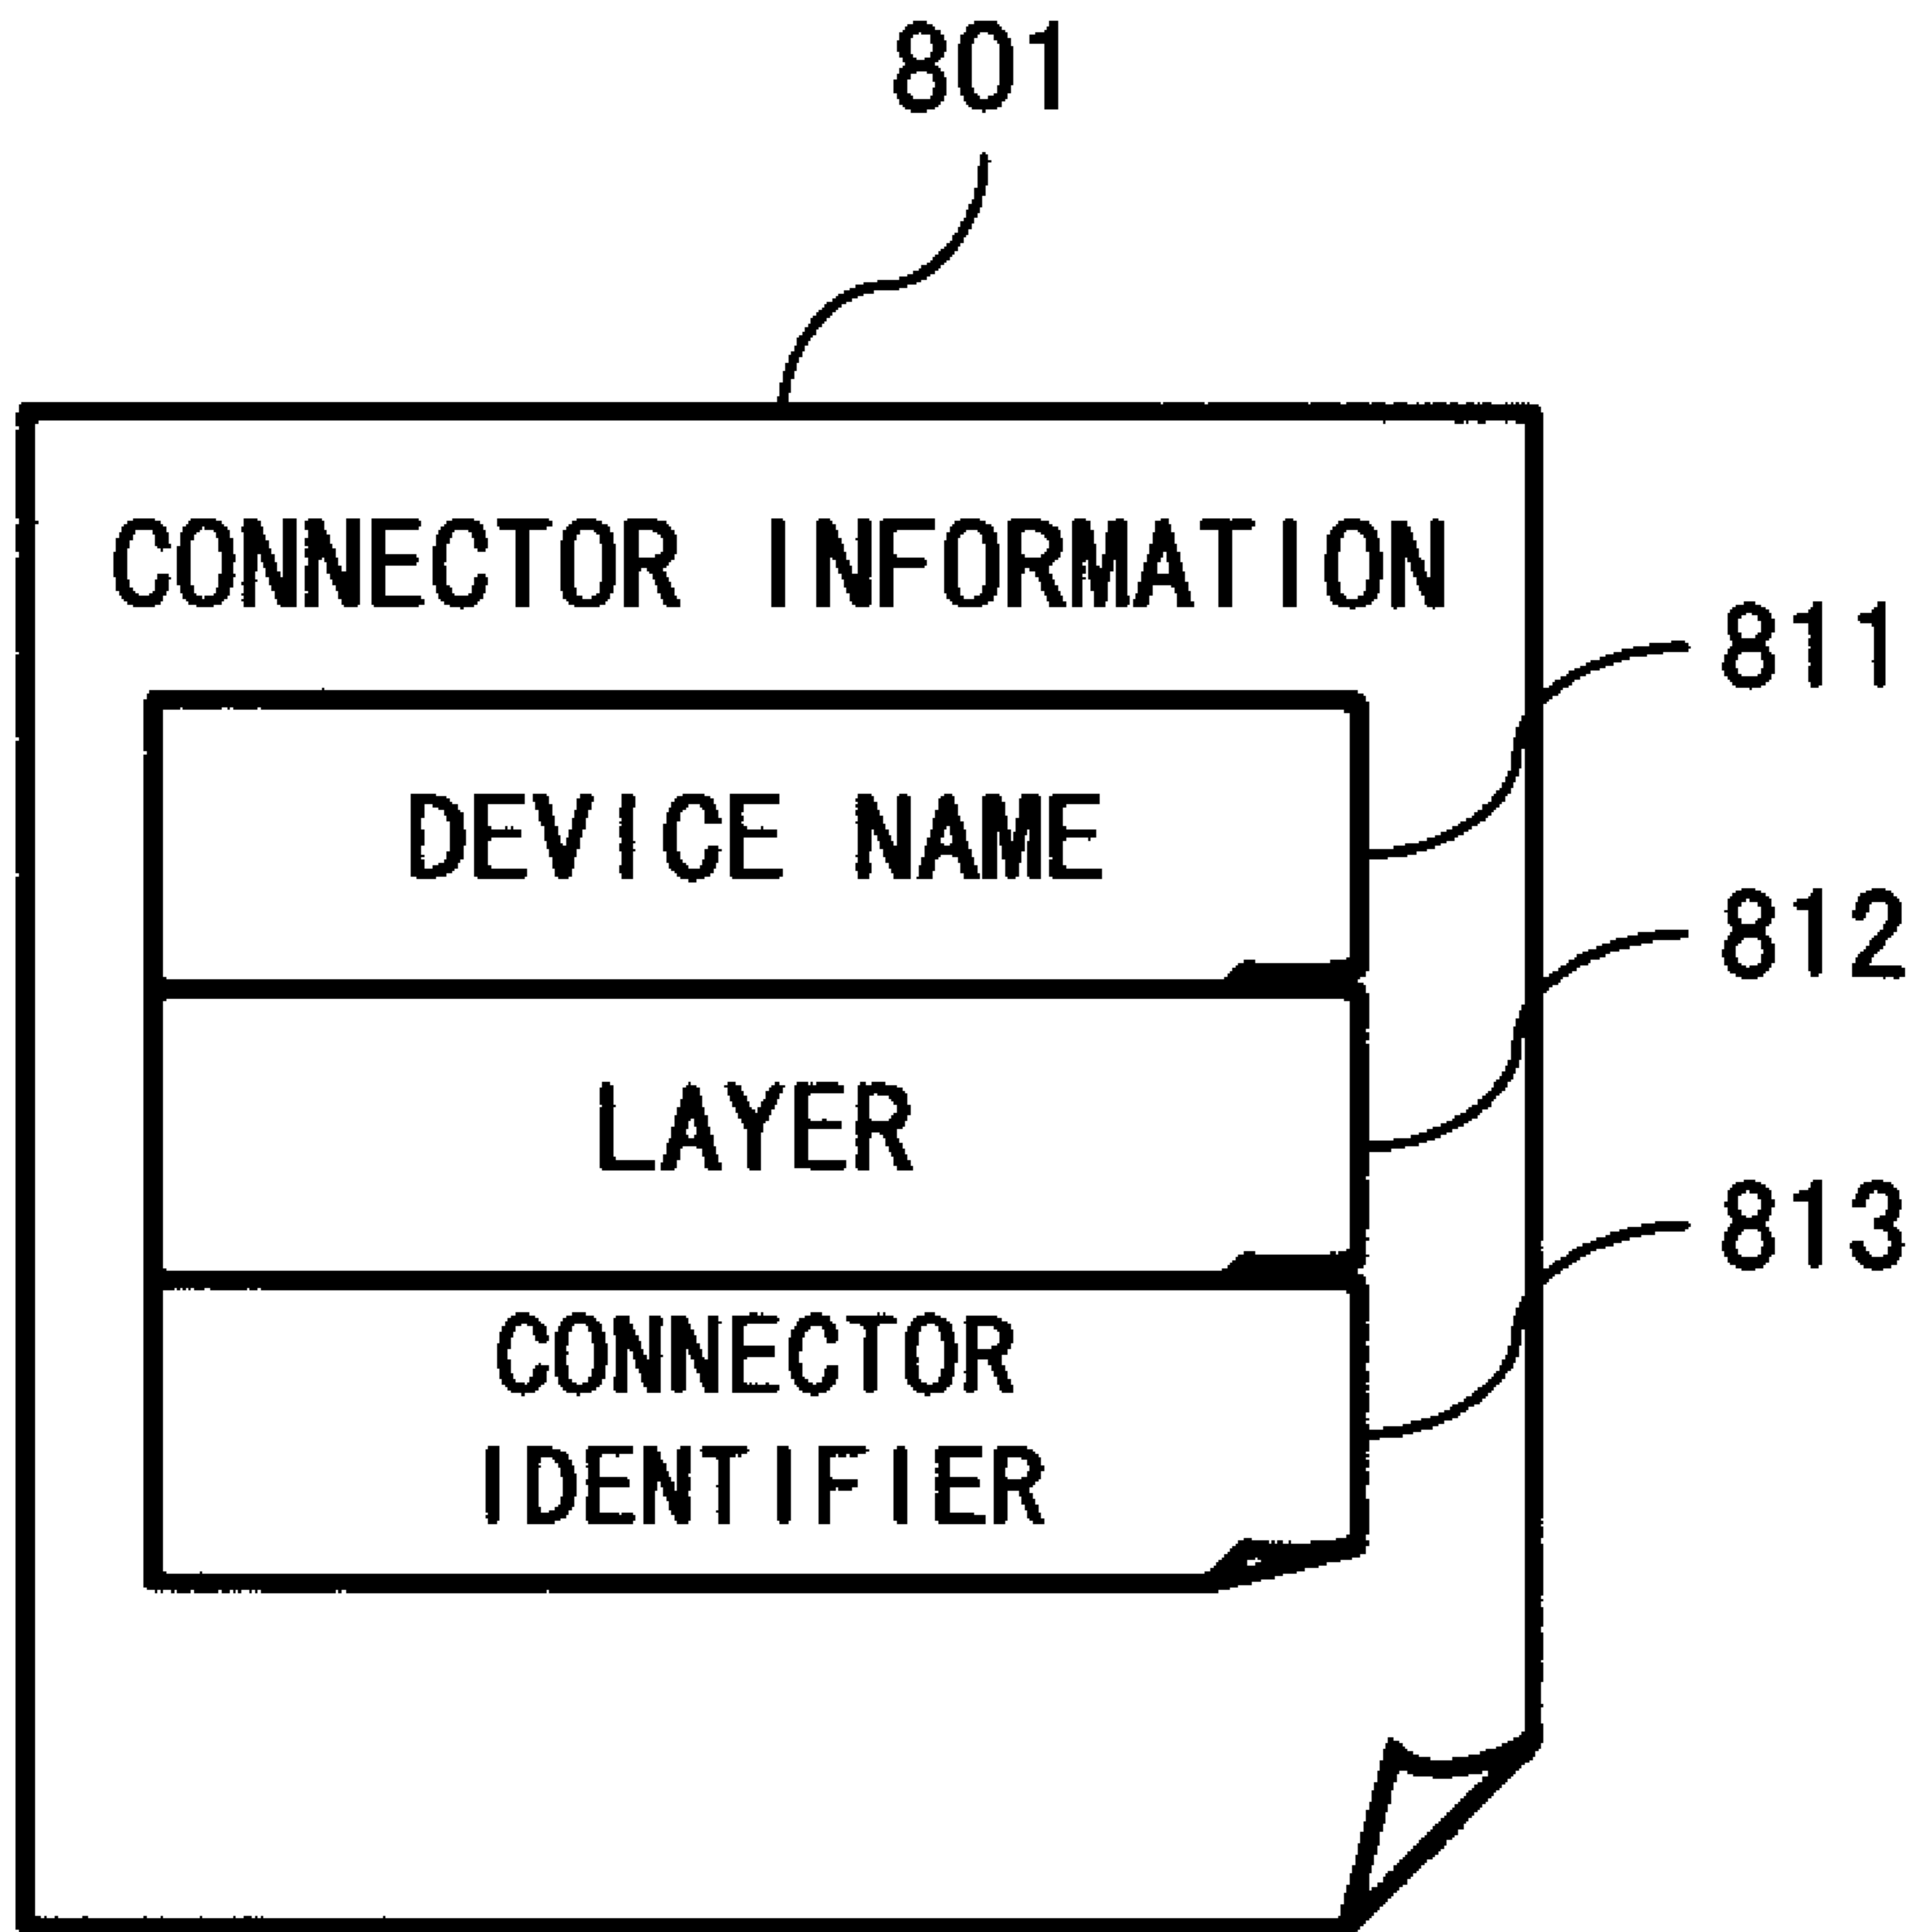 801
CONNECTOR INFORMATION
811
DEVICE NAME
812
LAYER
813
CONNECTOR
IDENTIFIER